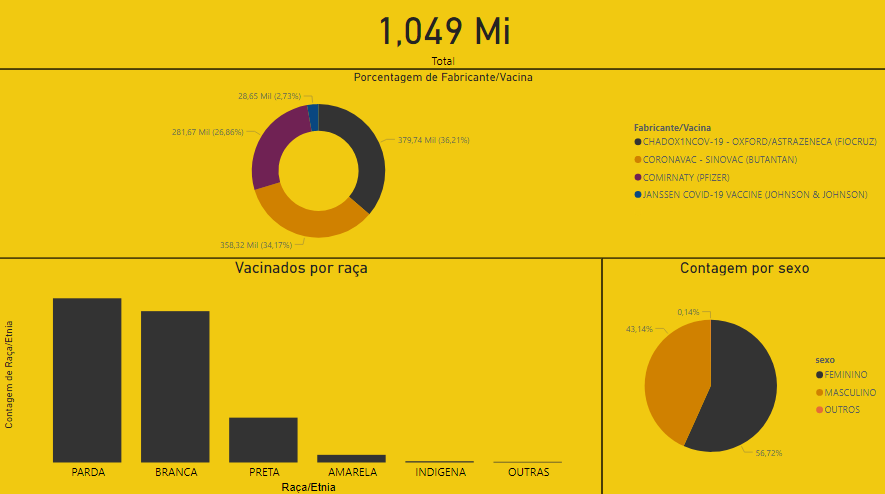 1,049 Mi
Total
Porcentagem de Fabricante/Vacina
28,65 Mil (2,73%)
281,67 Mil (26,86%)
379,74 Mil (36,21%)
358,32 Mil (34,17%)
Fabricante/Vacina
CHADOX1NCOV-19 - OXFORD/ASTRAZENECA (FIOCRUZ)
CORONAVAC - SINOVAC (BUTANTAN)
COMIRNATY (PFIZER)
JANSSEN COVID-19 VACCINE (JOHNSON & JOHNSON)
Vacinados por raça
Contagem de Raça/Etnia
PARDA
BRANCA
PRETA
AMARELA
INDIGENA
OUTRAS
Raça/Etnia
Contagem por sexo
0,14%
43,14%
56,72%
sexo
FEMININO
MASCULINO
OUTROS